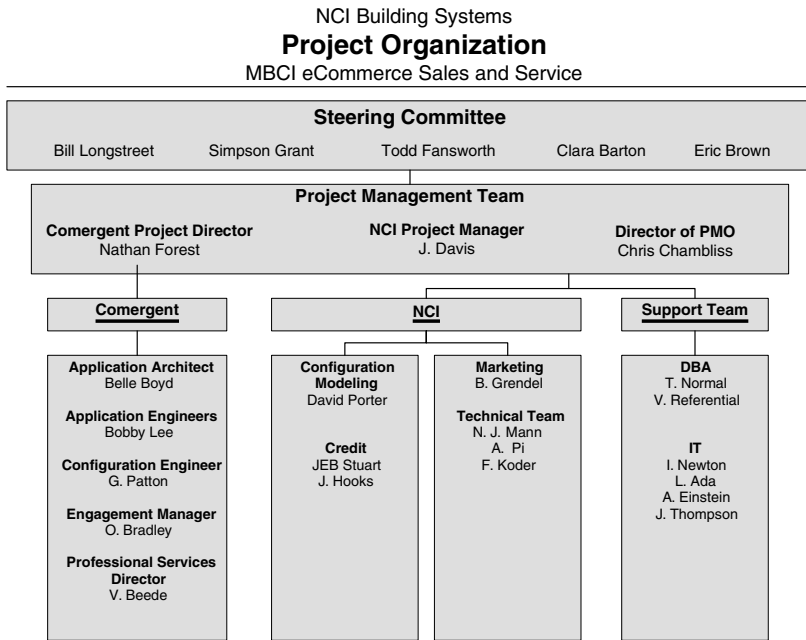 NCI Building Systems
Project Organization
MBCI eCommerce Sales and Service
Steering Committee
Bill Longstreet Simpson Grant Todd Fansworth Clara Barton Eric Brown
Project Management Team
Comergent Project Director
Nathan Forest
NCI Project Manager
J. Davis
Director of PMO
Chris Chambliss
Comergent
NCI
Support Team
Application Architect
Belle Boyd
Application Engineers
Bobby Lee
Configuration Engineer
G. Patton
Engagement Manager
O. Bradley
Professional Services
Director
V. Beede
Configuration
Modeling
David Porter
Credit
JEB Stuart
J. Hooks
Marketing
B. Grendel
Technical Team
N. J. Mann
A. Pi
F. Koder
DBA
T. Normal
V. Referential
IT
I. Newton
L. Ada
A. Einstein
J. Thompson